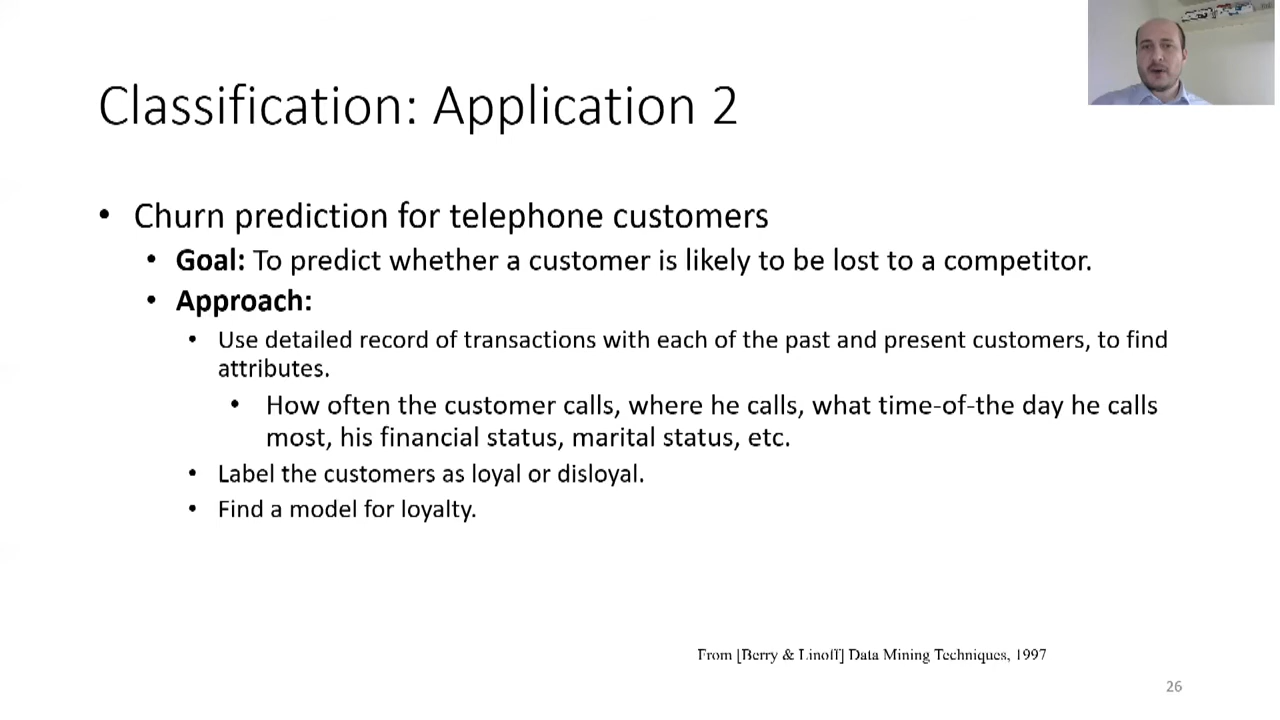 Classification: Application 2
• Churn prediction for telephone customers
• Goal: To predict whether a customer is likely to be lost to a competitor.
• Approach:
• Use detailed record of transactions with each of the past and present customers, to find
attributes.
• How often the customer calls, where he calls, what time-of-the day he calls
most, his financial status, marital status, etc.
• Label the customers as loyal or disloyal.
• Find a model for loyalty.
From [Berry & Linoff] Data Mining Techniques, 1997
26